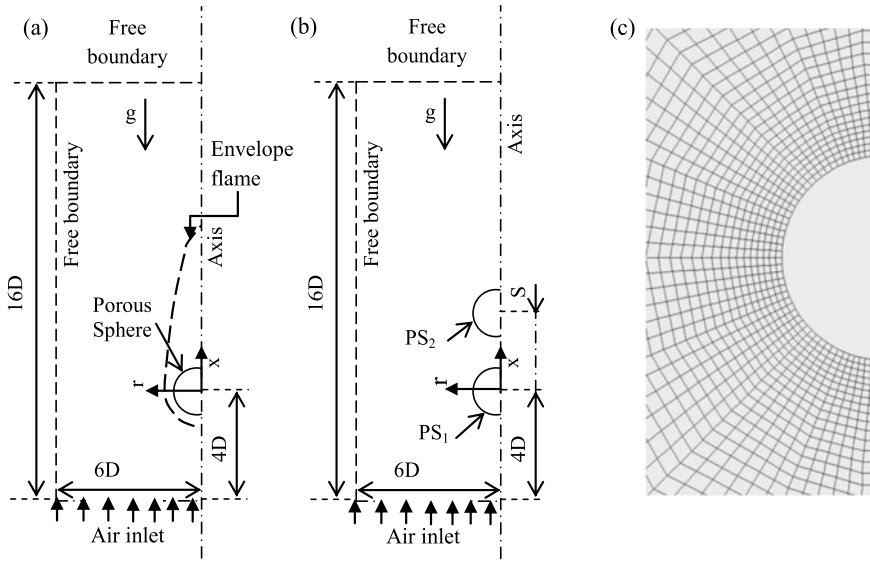 (a)
Free
boundary
g
Envelope
flame
Free boundary
Axis
16D
Porous
Sphere
x
r
4D
6D
Air inlet
(b)
Free
boundary
g
Axis
Free boundary
16D
S
PS₂
x
r
PS₁
4D
6D
Air inlet
(c)